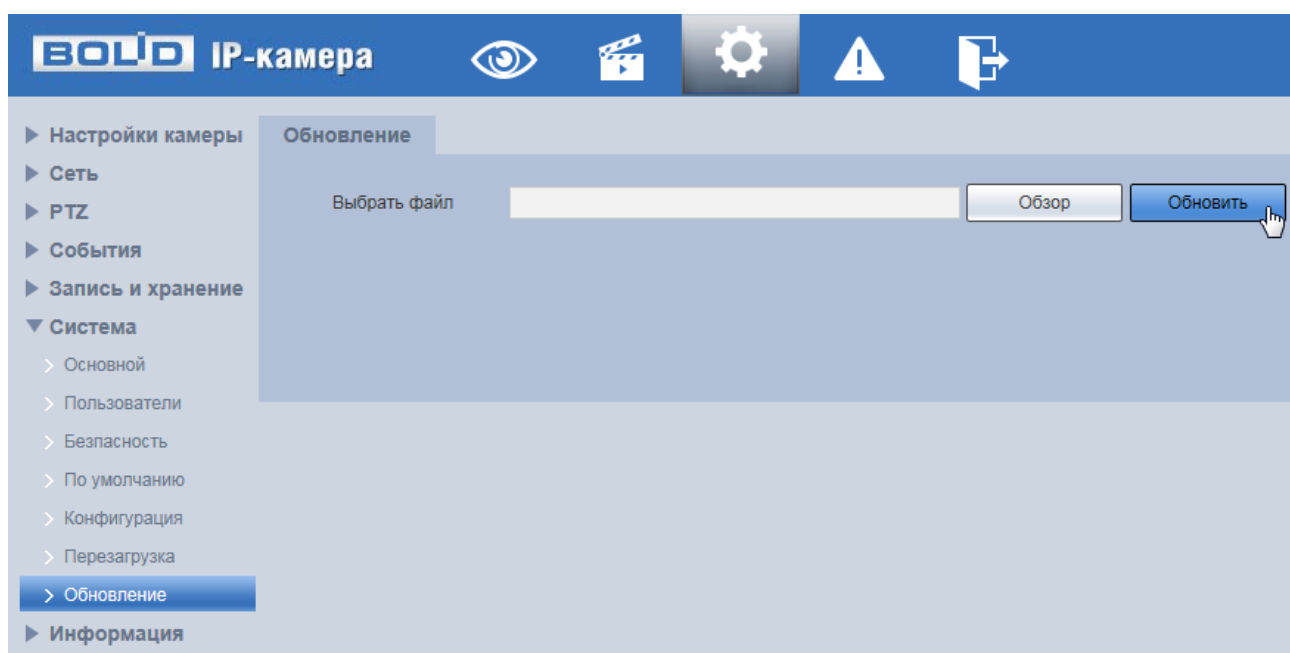 BOLID IP-камера
Настройки камеры
Сеть
PTZ
События
Запись и хранение
Система
Основной
Пользователи
Безпасность
По умолчанию
Конфигурация
Перезагрузка
Обновление
Информация
Обновление
Выбрать файл
Обзор
Обновить